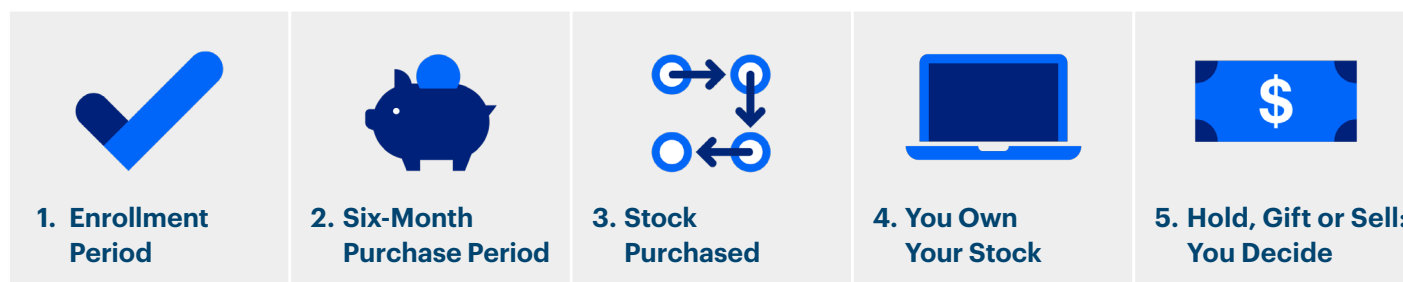 $
1. Enrollment
Period
2. Six-Month
Purchase Period
3. Stock
Purchased
4. You Own
Your Stock
5. Hold, Gift or Sell:
You Decide